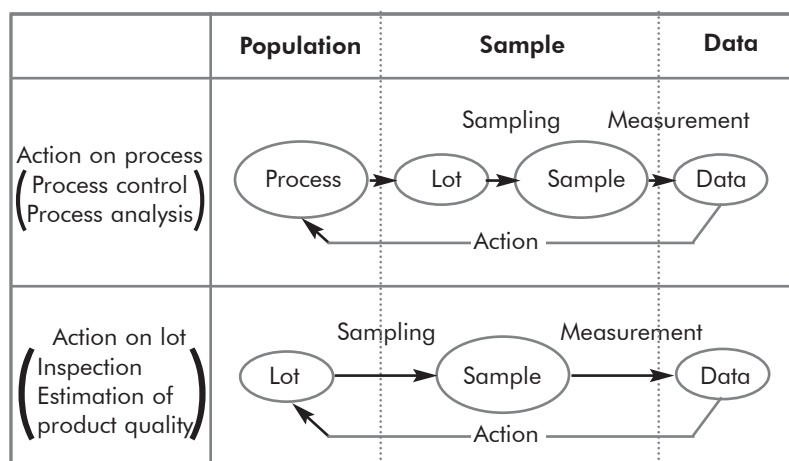 Population Sample Data
Sampling Measurement
Action on process
(Process control
Process analysis)
Process Lot Sample Data
Action
Sampling Measurement
Action on lot
(Inspection
Estimation of
product quality)
Lot Sample Data
Action